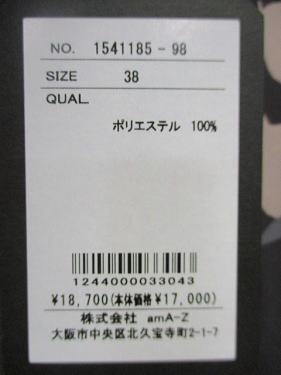 NO. 1541185-98
SIZE 38
QUAL.
ポリエステル 100%
1244000033043
¥18,700(本体価格¥17,000)
株式会社 amA-Z
大阪市中央区北久宝寺町2-1-7